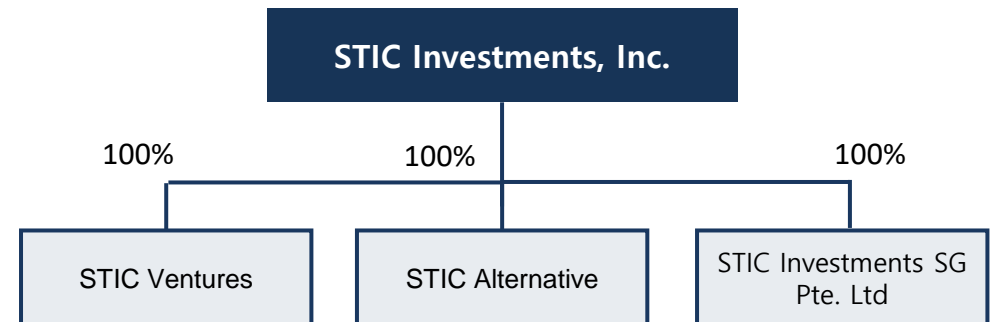 STIC Investments, Inc.
100%
100%
100%
STIC Ventures
STIC Alternative
STIC Investments SG
Pte. Ltd